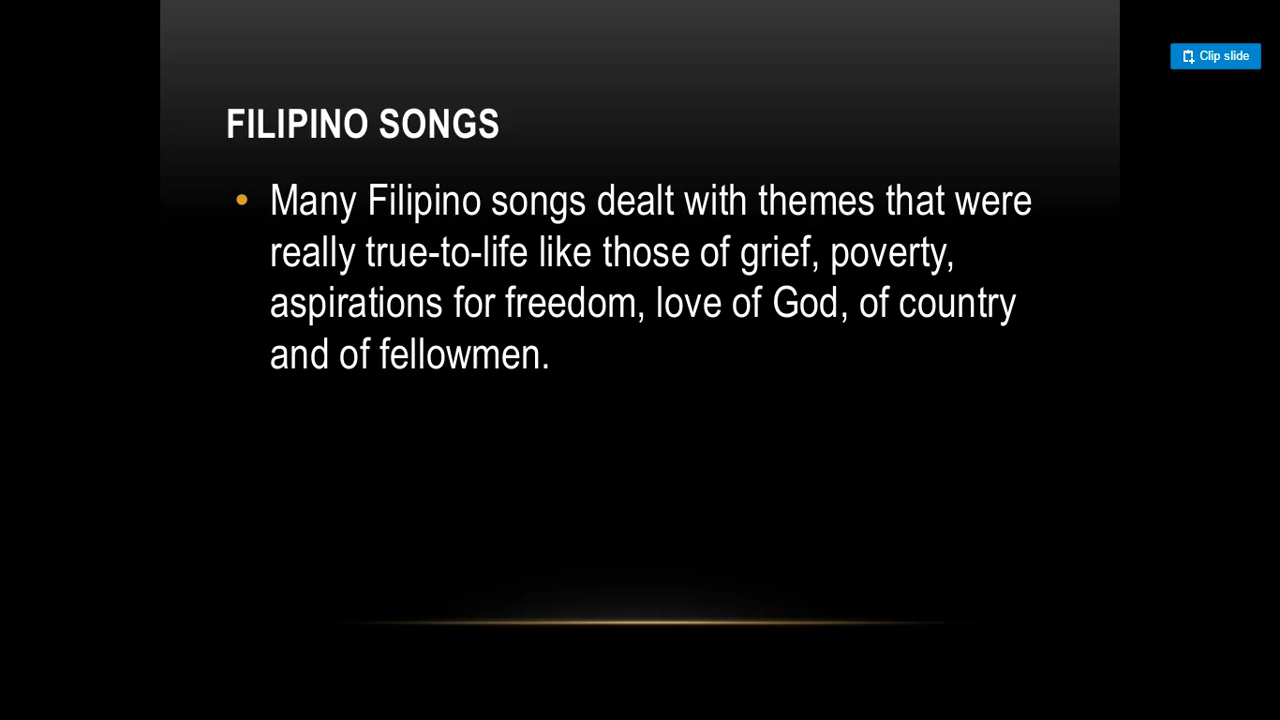 Clip slide
FILIPINO SONGS
• Many Filipino songs dealt with themes that were
really true-to-life like those of grief, poverty,
aspirations for freedom, love of God, of country
and of fellowmen.